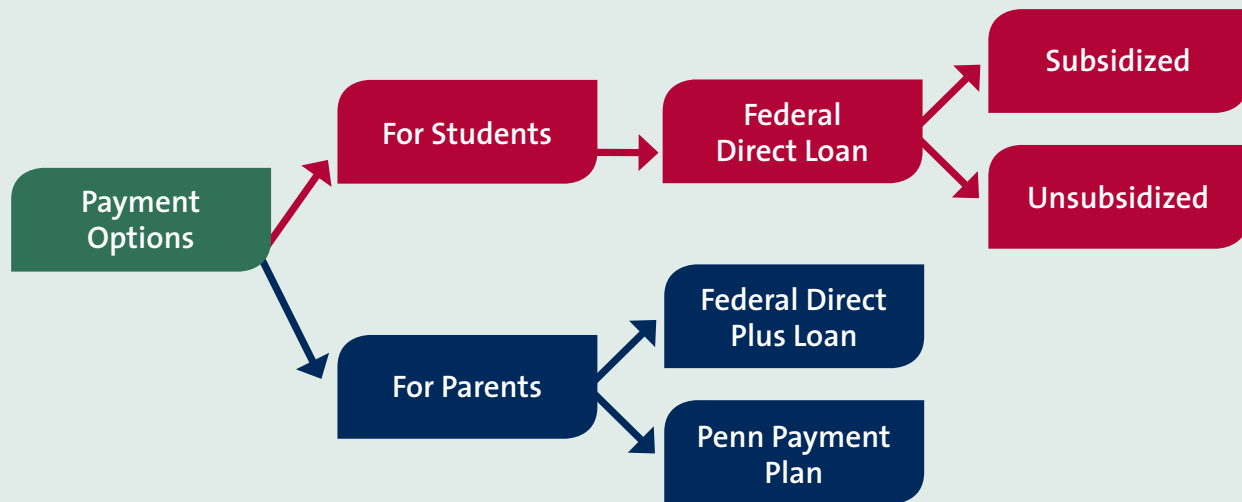 Payment
Options
For Students
Federal
Direct Loan
Subsidized
Unsubsidized
For Parents
Federal Direct
Plus Loan
Penn Payment
Plan